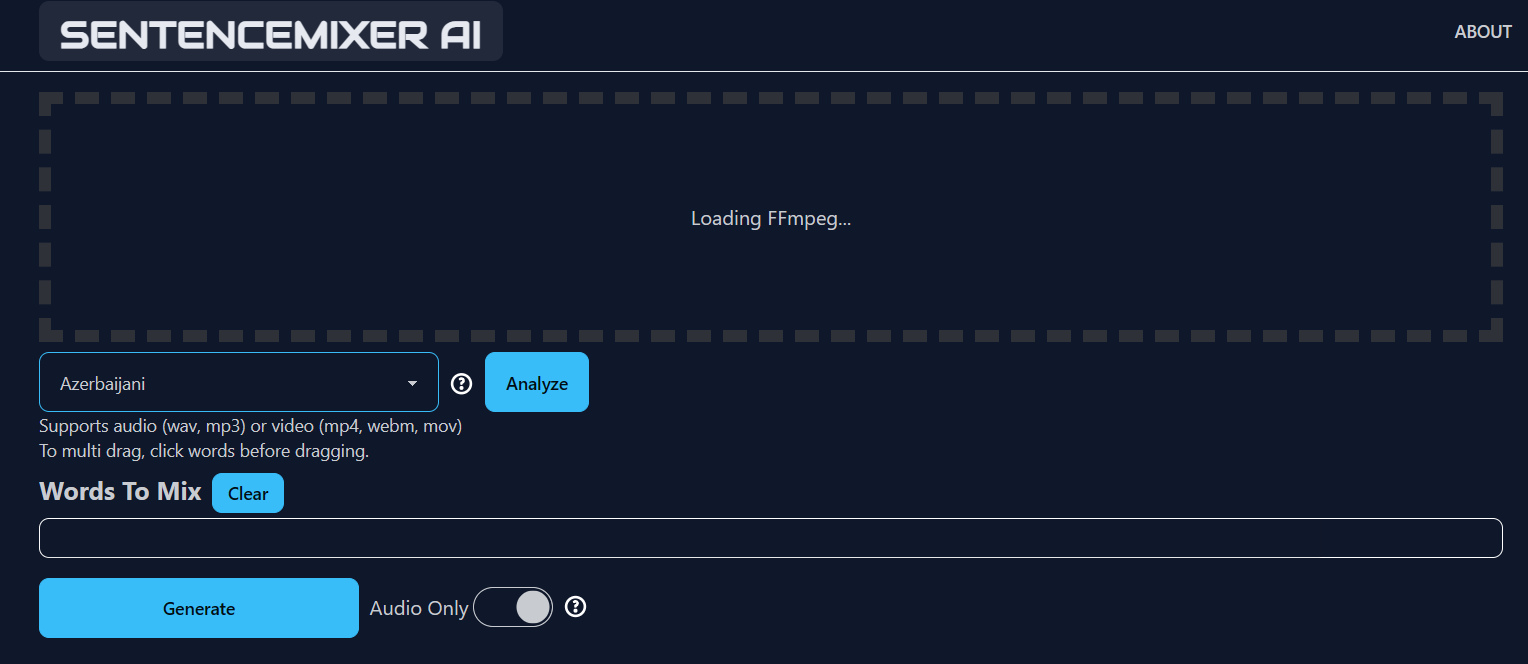 SENTENCEMIXER AI
ABOUT
Loading FFmpeg...
Azerbaijani
?
Analyze
Supports audio (wav, mp3) or video (mp4, webm, mov)
To multi drag, click words before dragging.
Words To Mix
Clear
Generate
Audio Only
?